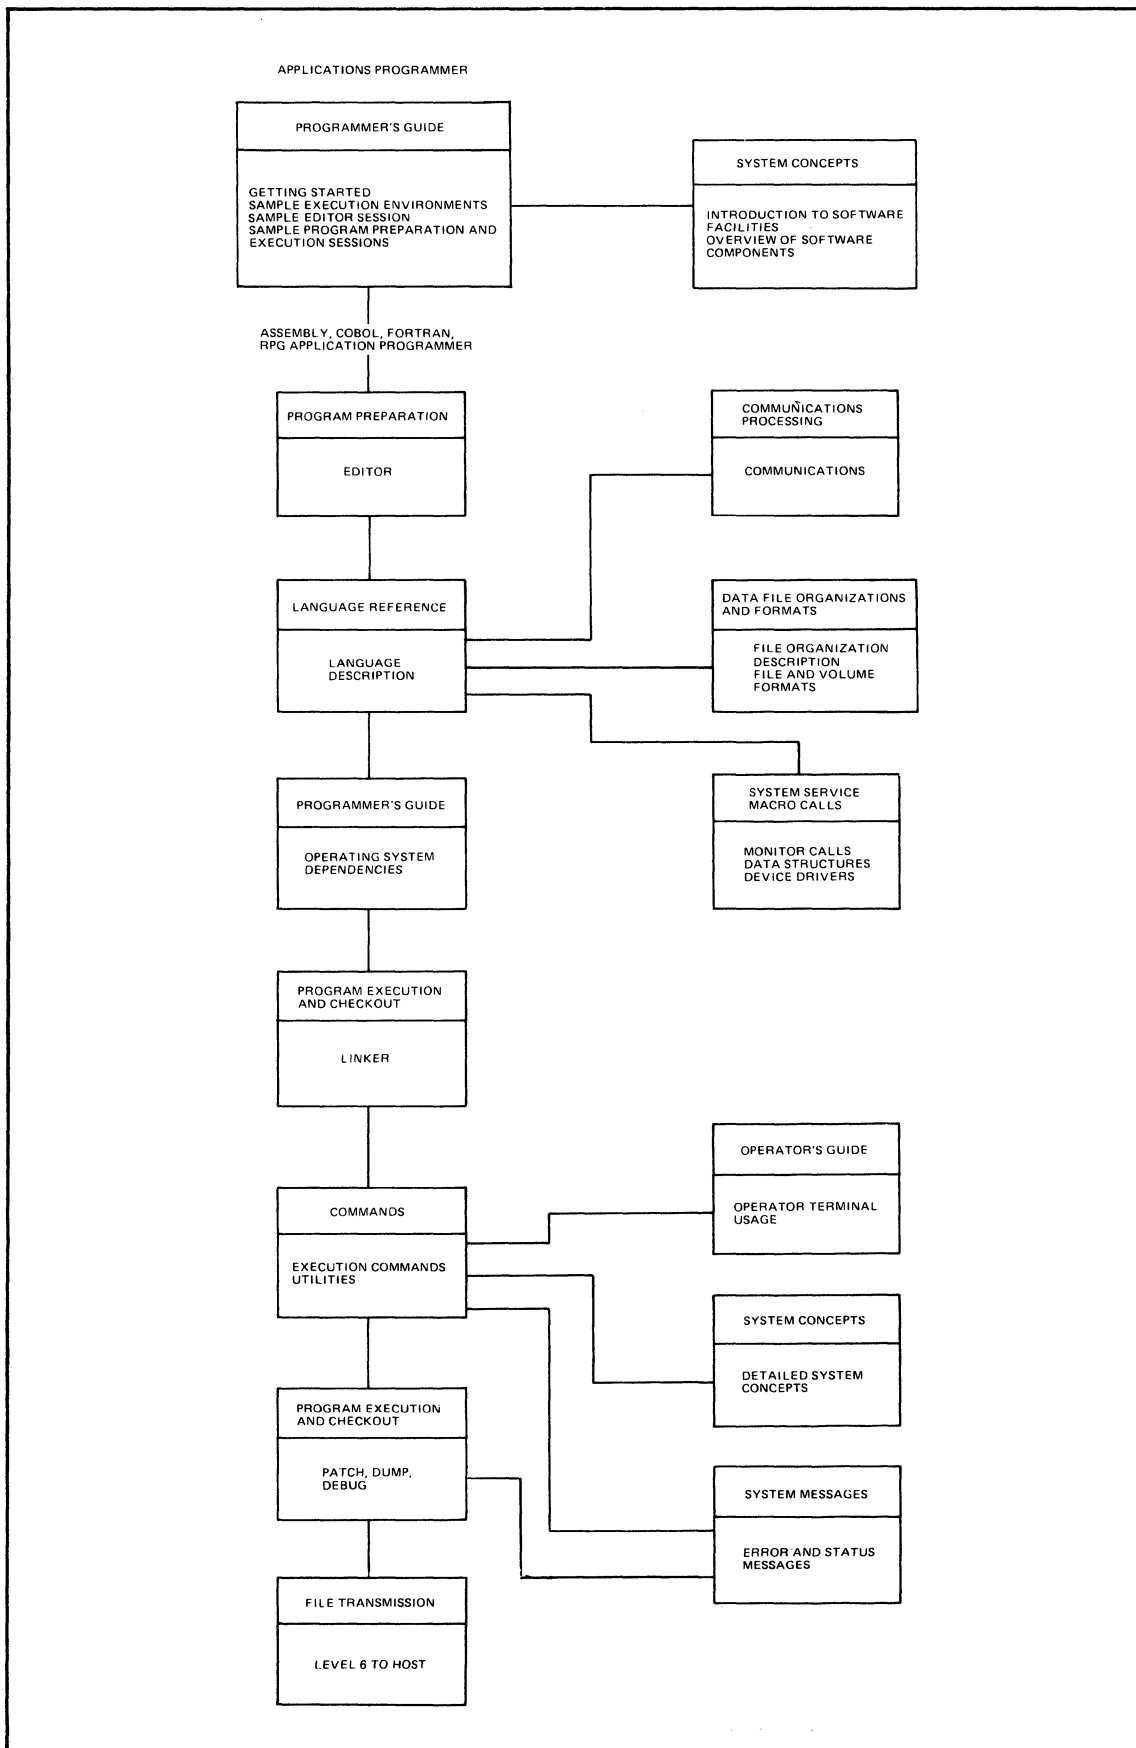 APPLICATIONS PROGRAMMER
PROGRAMMER'S GUIDE
GETTING STARTED
SAMPLE EXECUTION ENVIRONMENTS
SAMPLE EDITOR SESSION
SAMPLE PROGRAM PREPARATION AND
EXECUTION SESSIONS
SYSTEM CONCEPTS
INTRODUCTION TO SOFTWARE
FACILITIES
OVERVIEW OF SOFTWARE
COMPONENTS
ASSEMBLY, COBOL, FORTRAN,
RPG APPLICATION PROGRAMMER
PROGRAM PREPARATION
EDITOR
COMMUNICATIONS
PROCESSING
COMMUNICATIONS
LANGUAGE REFERENCE
LANGUAGE
DESCRIPTION
DATA FILE ORGANIZATIONS
AND FORMATS
FILE ORGANIZATION
DESCRIPTION
FILE AND VOLUME
FORMATS
PROGRAMMER'S GUIDE
OPERATING SYSTEM
DEPENDENCIES
SYSTEM SERVICE
MACRO CALLS
MONITOR CALLS
DATA STRUCTURES
DEVICE DRIVERS
PROGRAM EXECUTION
AND CHECKOUT
LINKER
OPERATOR'S GUIDE
OPERATOR TERMINAL
USAGE
COMMANDS
EXECUTION COMMANDS
UTILITIES
SYSTEM CONCEPTS
DETAILED SYSTEM
CONCEPTS
PROGRAM EXECUTION
AND CHECKOUT
PATCH, DUMP,
DEBUG
SYSTEM MESSAGES
ERROR AND STATUS
MESSAGES
FILE TRANSMISSION
LEVEL 6 TO HOST